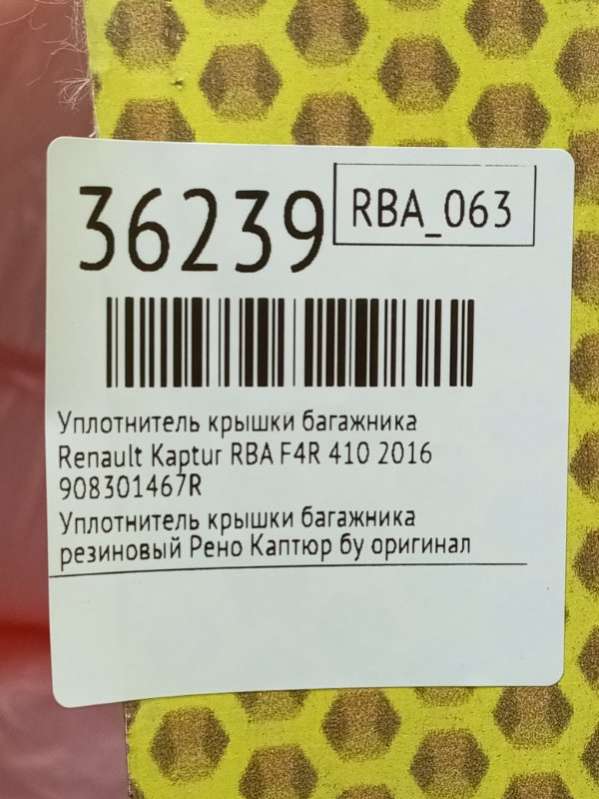 36239
RBA_063
Уплотнитель крышки багажника
Renault Kaptur RBA F4R 410 2016
908301467R
Уплотнитель крышки багажника
резиновый Рено Каптюр бу оригинал